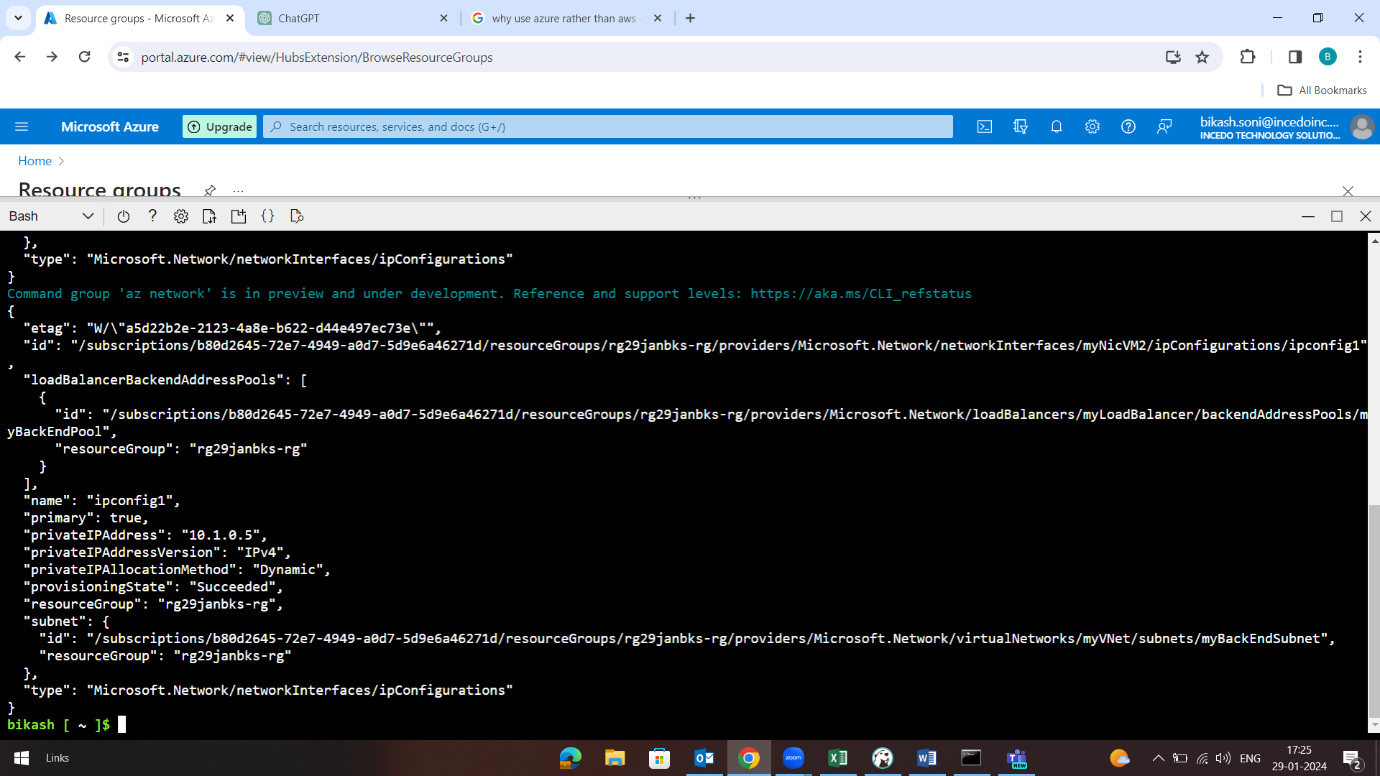 Resource groups - Microsoft Az
ChatGPT
why use azure rather than aws -
portal.azure.com/#view/HubsExtension/BrowseResourceGroups
B
All Bookmarks
Microsoft Azure
Upgrade
Search resources, services, and docs (G+/)
bikash.soni@incedoinc....
INCEDO TECHNOLOGY SOLUTIO...
Home >
Resource groups
...
Bash
},
"type": "Microsoft.Network/networkInterfaces/ipConfigurations"
}
Command group 'az network' is in preview and under development. Reference and support levels: https://aka.ms/CLI_refstatus
{
"etag": "W/\"a5d22b2e-2123-4a8e-b622-d44e497ec73e\"",
"id": "/subscriptions/b80d2645-72e7-4949-a0d7-5d9e6a46271d/resourceGroups/rg29janbks-rg/providers/Microsoft.Network/networkInterfaces/myNicVM2/ipConfigurations/ipconfig1"
,
"loadBalancerBackendAddressPools": [
{
"id": "/subscriptions/b80d2645-72e7-4949-a0d7-5d9e6a46271d/resourceGroups/rg29janbks-rg/providers/Microsoft.Network/loadBalancers/myLoadBalancer/backendAddressPools/m
yBackEndPool",
"resourceGroup": "rg29janbks-rg"
}
],
"name": "ipconfig1",
"primary": true,
"privateIPAddress": "10.1.0.5",
"privateIPAddressVersion": "IPv4",
"privateIPAllocationMethod": "Dynamic",
"provisioningState": "Succeeded",
"resourceGroup": "rg29janbks-rg",
"subnet": {
"id": "/subscriptions/b80d2645-72e7-4949-a0d7-5d9e6a46271d/resourceGroups/rg29janbks-rg/providers/Microsoft.Network/virtualNetworks/myVNet/subnets/myBackEndSubnet",
"resourceGroup": "rg29janbks-rg"
},
"type": "Microsoft.Network/networkInterfaces/ipConfigurations"
}
bikash [ ~ ]$
Links
zoom
NEW
ENG
17:25
29-01-2024
2